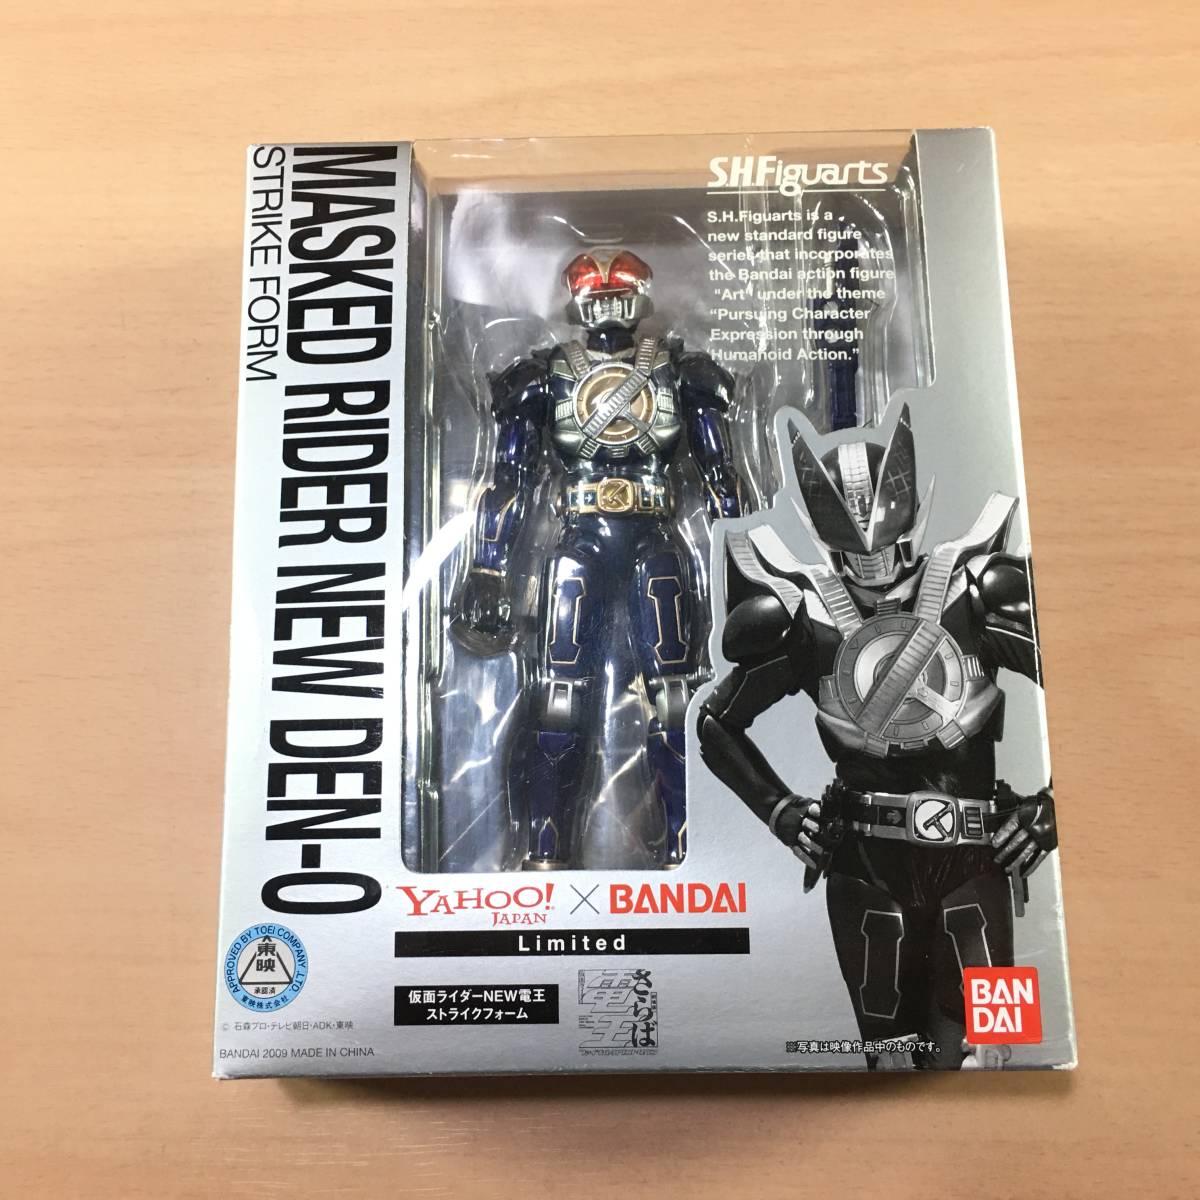 MASKED RIDER NEW DEN-O
STRIKE FORM
S.H.Figuarts
S.H.Figuarts is a
new standard figure
series that incorporates
the Bandai action figure
"Art" under the theme
"Pursuing Character
Expression through
Humanoid Action."
YAHOO! JAPAN × BANDAI
Limited
仮面ライダーNEW電王
ストライクフォーム
さらば
電王
APPROVED BY TOEI COMPANY, LTD.
東映
承認済
東映株式会社
© 石森プロ・テレビ朝日・ADK・東映
BANDAI 2009 MADE IN CHINA
BAN
DAI
※写真は映像作品中のものです。